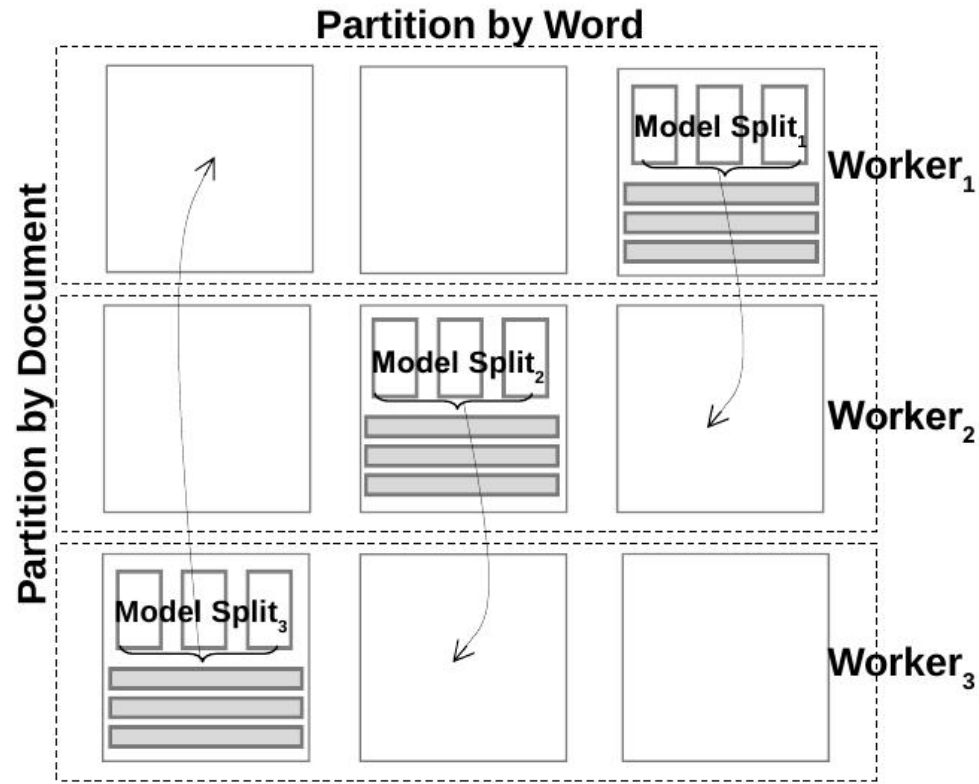 Partition by Word
Partition by Document
Model Split₁
Worker₁
Model Split₂
Worker₂
Model Split₃
Worker₃